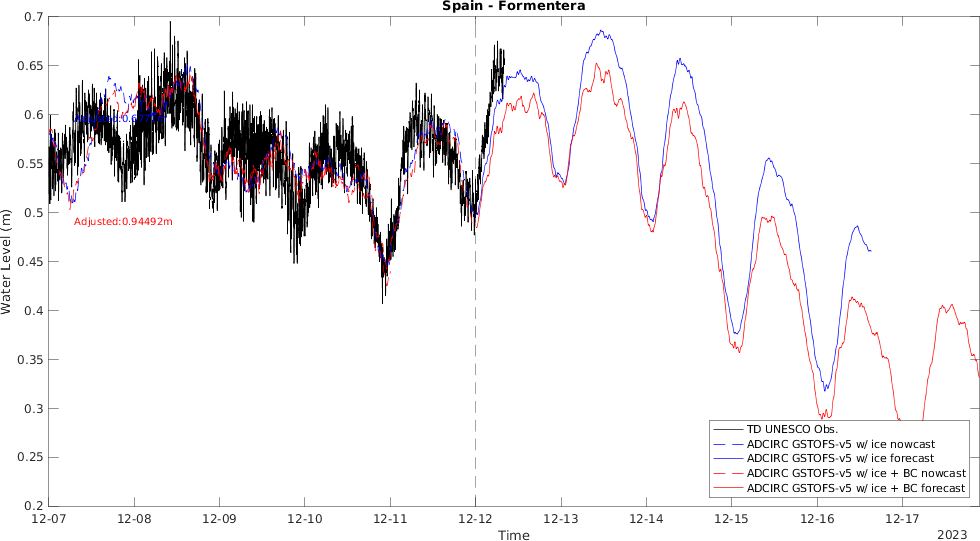 Spain - Formentera
0.7
0.65
0.6
0.55
0.5
0.45
0.4
0.35
0.3
0.25
0.2
Water Level (m)
Adjusted:0.94492m
TD UNESCO Obs.
ADCIRC GSTOFS-v5 w/ ice nowcast
ADCIRC GSTOFS-v5 w/ ice forecast
ADCIRC GSTOFS-v5 w/ ice + BC nowcast
ADCIRC GSTOFS-v5 w/ ice + BC forecast
12-07 12-08 12-09 12-10 12-11 12-12 12-13 12-14 12-15 12-16 12-17
Time
2023